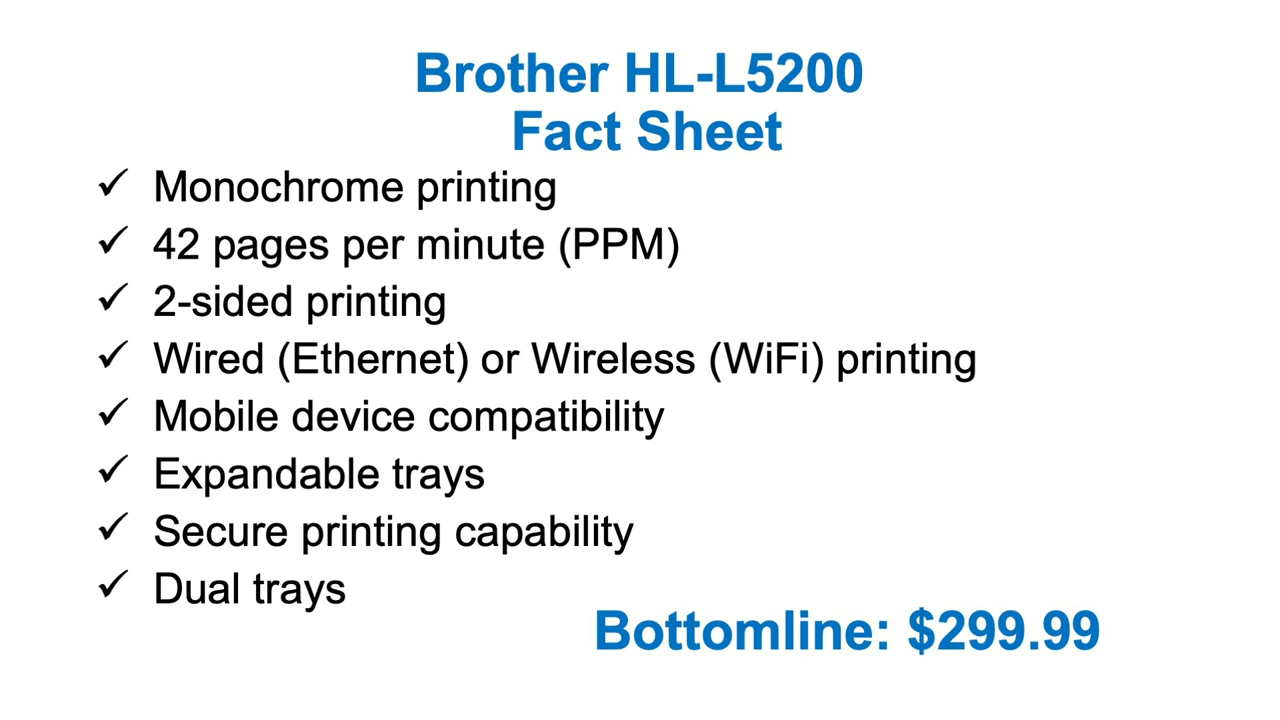 Brother HL-L5200
Fact Sheet
✓ Monochrome printing
✓ 42 pages per minute (PPM)
✓ 2-sided printing
✓ Wired (Ethernet) or Wireless (WiFi) printing
✓ Mobile device compatibility
✓ Expandable trays
✓ Secure printing capability
✓ Dual trays
Bottomline: $299.99